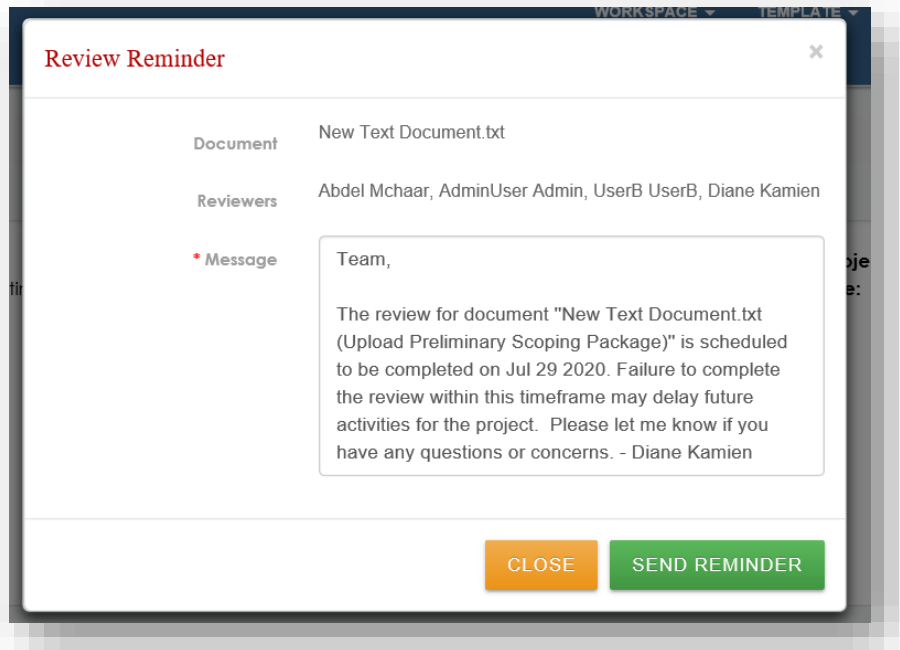 WORKSPACE TEMPLATE
Review Reminder ×
Document New Text Document.txt
Reviewers Abdel Mchaar, AdminUser Admin, UserB UserB, Diane Kamien
* Message Team,
The review for document "New Text Document.txt
(Upload Preliminary Scoping Package)" is scheduled
to be completed on Jul 29 2020. Failure to complete
the review within this timeframe may delay future
activities for the project.  Please let me know if you
have any questions or concerns. - Diane Kamien
CLOSE SEND REMINDER